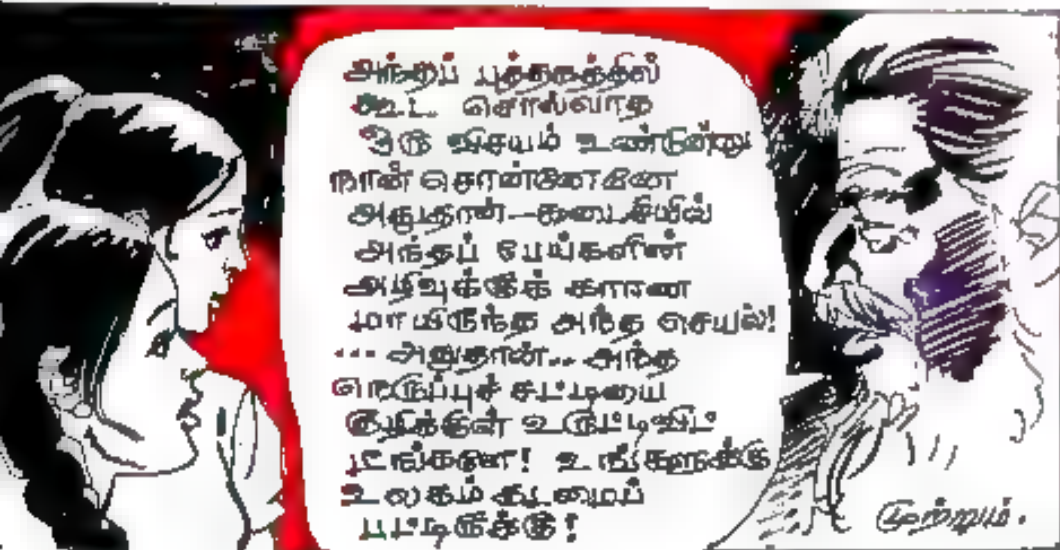 அந்தப் புத்தகத்தில்
கூட சொல்லாத
ஒரு விசயம் உண்டுன்னு
நான் சொன்னேனே
அதுதான்--கடைசியில்
அந்தப் பேய்களின்
அழிவுக்குக் காரண
மாயிருந்த அந்த செயல்!
... அதுதான்... அந்த
நெருப்புச் சட்டியை
குழிக்குள் உருட்டிவிட்
டீங்களே! உங்களுக்கு
உலகம் கடமைப்
பட்டிருக்கு!
முற்றும்.